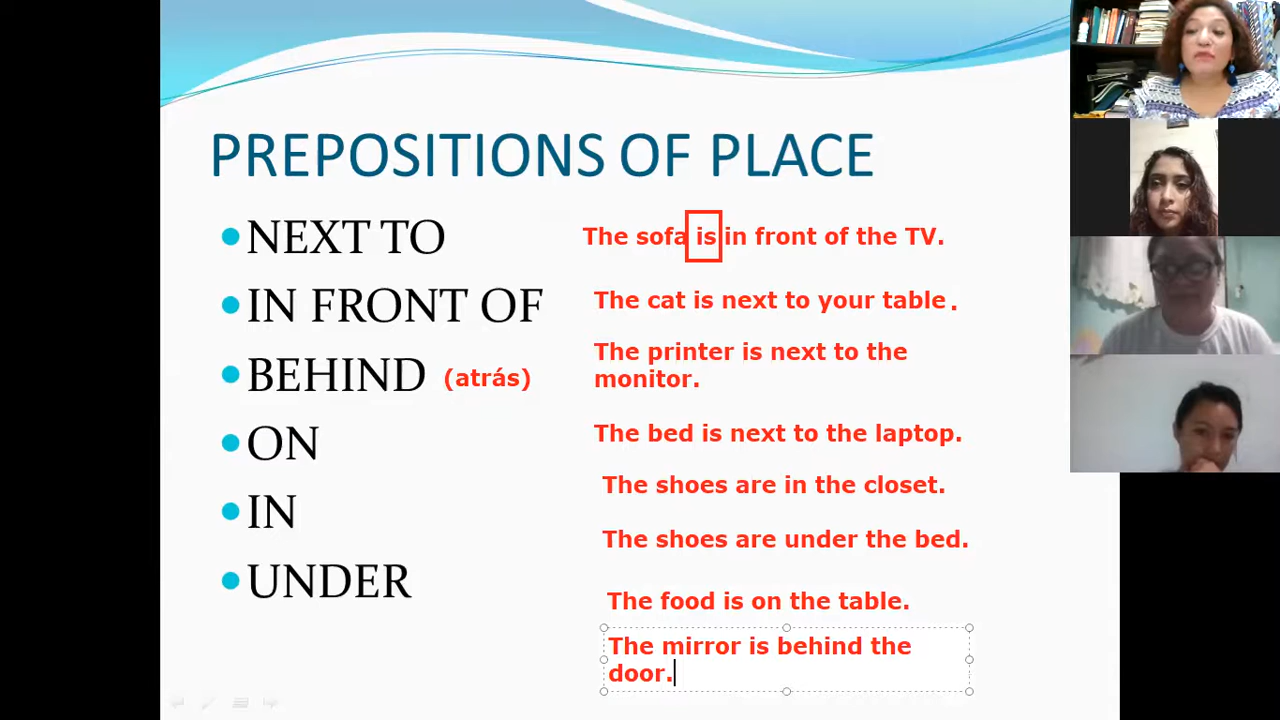 PREPOSITIONS OF PLACE
NEXT TO
IN FRONT OF
BEHIND (atrás)
ON
IN
UNDER
The sofa is in front of the TV.
The cat is next to your table.
The printer is next to the
monitor.
The bed is next to the laptop.
The shoes are in the closet.
The shoes are under the bed.
The food is on the table.
The mirror is behind the
door.